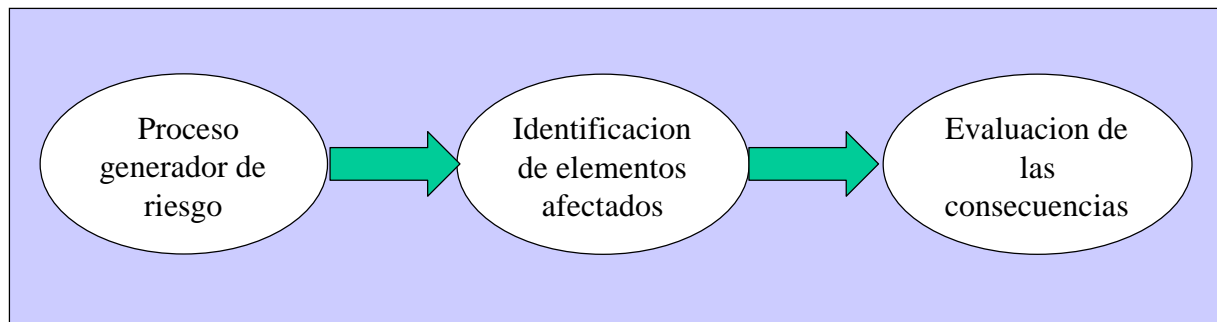 Proceso
generador de
riesgo
Identificacion
de elementos
afectados
Evaluacion de
las
consecuencias